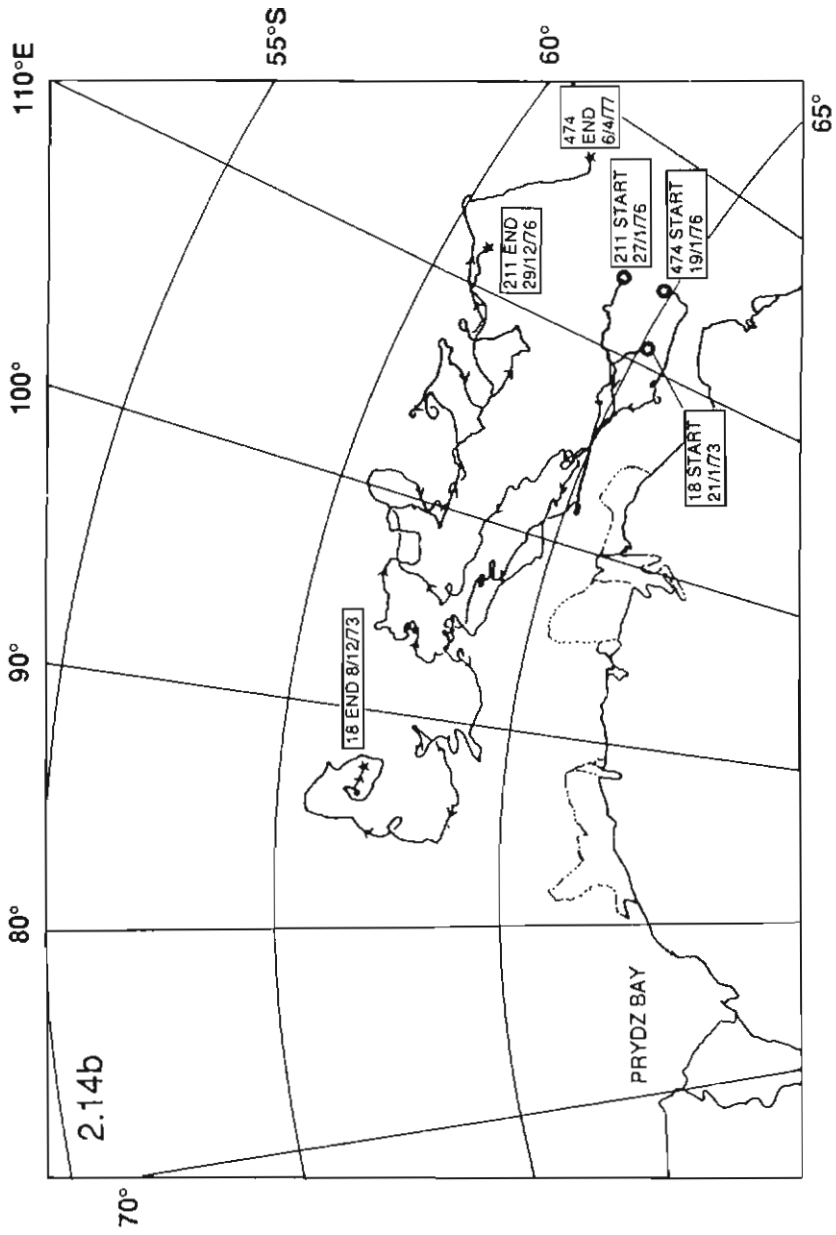 2.14b
70°
80°
90°
100°
110°E
55°S
60°
65°
18 END 8/12/73
211 END
29/12/76
474
END
6/4/77
211 START
27/1/76
474 START
19/1/76
18 START
21/1/73
PRYDZ BAY